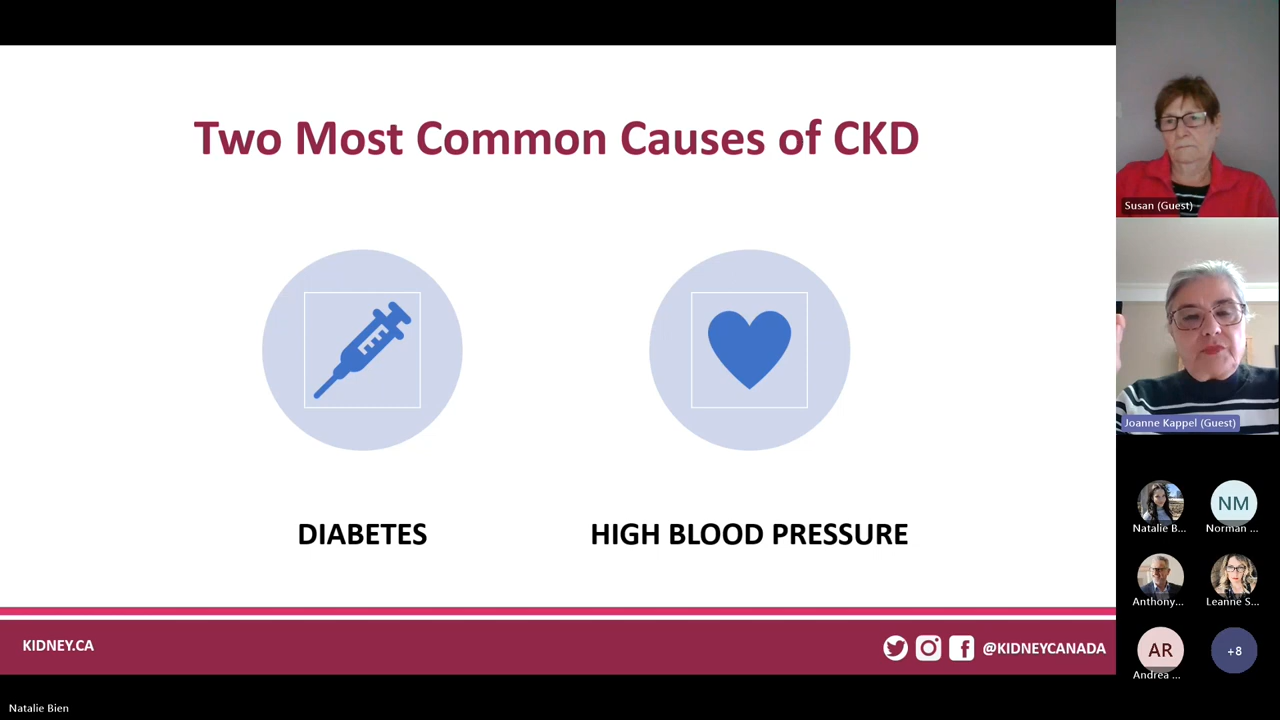 Two Most Common Causes of CKD
DIABETES
HIGH BLOOD PRESSURE
KIDNEY.CA
@KIDNEYCANADA
Natalie Bien
Susan (Guest)
Joanne Kappel (Guest)
NM
Natalie B...
Norman ...
Anthony...
Leanne S...
AR
+8
Andrea ...